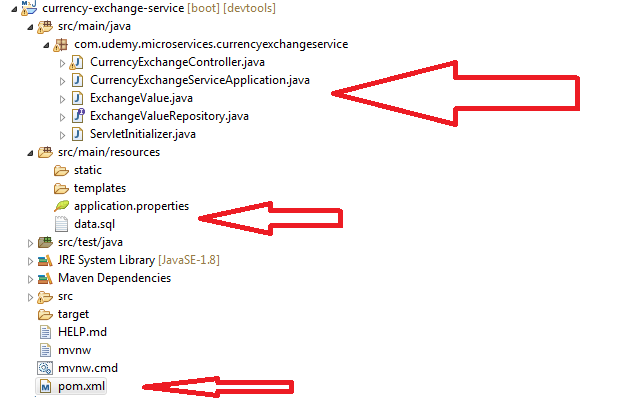 currency-exchange-service [boot] [devtools]
src/main/java
com.udemy.microservices.currencyexchangeservice
CurrencyExchangeController.java
CurrencyExchangeServiceApplication.java
ExchangeValue.java
ExchangeValueRepository.java
ServletInitializer.java
src/main/resources
static
templates
application.properties
data.sql
src/test/java
JRE System Library [JavaSE-1.8]
Maven Dependencies
src
target
HELP.md
mvnw
mvnw.cmd
pom.xml